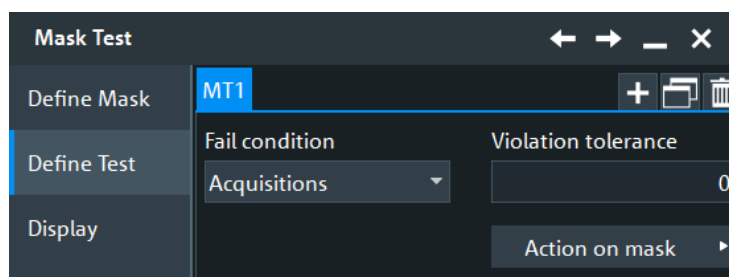 Mask Test
Define Mask
MT1
Define Test
Fail condition
Violation tolerance
Acquisitions
0
Display
Action on mask